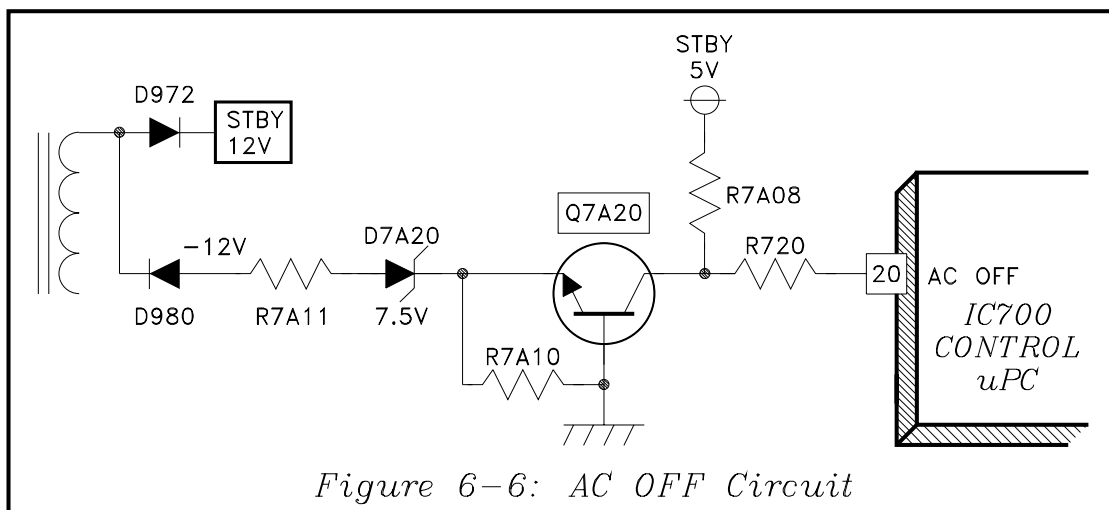 STBY
5V
D972
STBY
12V
Q7A20
R7A08
D7A20
-12V
R720
20
AC OFF
D980
R7A11
7.5V
IC700
CONTROL
uPC
R7A10
Figure 6-6: AC OFF Circuit